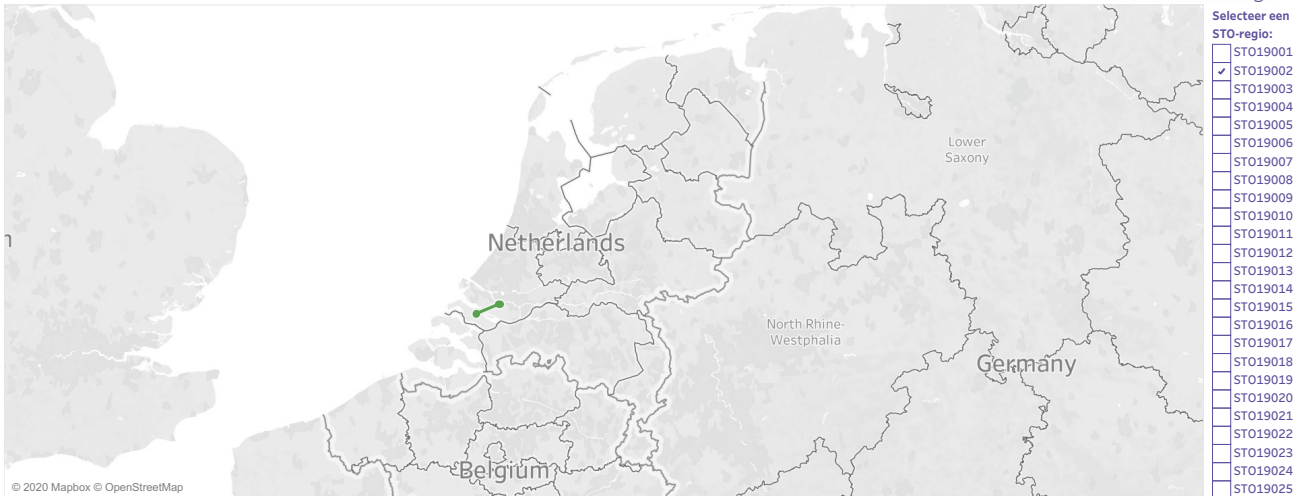 Selecteer een
STO-regio:
STO19001
STO19002
STO19003
STO19004
STO19005
STO19006
STO19007
STO19008
STO19009
STO19010
STO19011
STO19012
STO19013
STO19014
STO19015
STO19016
STO19017
STO19018
STO19019
STO19020
STO19021
STO19022
STO19023
STO19024
STO19025
Lower
Saxony
Netherlands
North Rhine-
Westphalia
Germany
Belgium
© 2020 Mapbox © OpenStreetMap